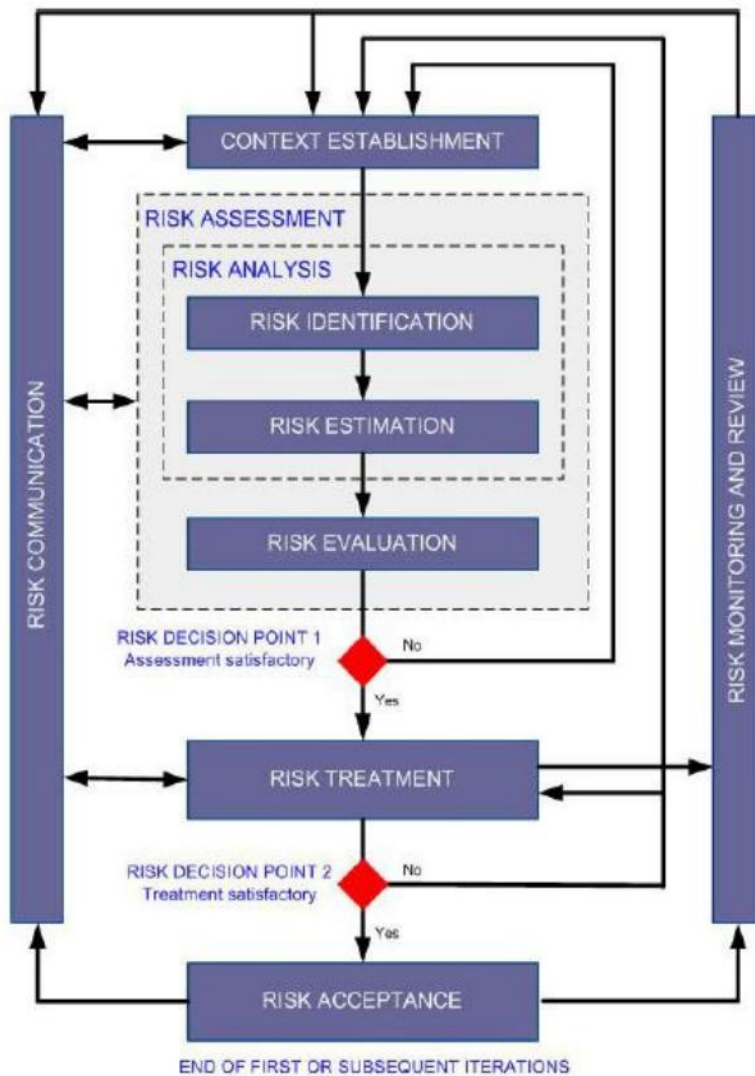 CONTEXT ESTABLISHMENT
RISK ASSESSMENT
RISK ANALYSIS
RISK IDENTIFICATION
RISK ESTIMATION
RISK EVALUATION
RISK COMMUNICATION
RISK MONITORING AND REVIEW
RISK DECISION POINT 1
Assessment satisfactory
No
Yes
RISK TREATMENT
RISK DECISION POINT 2
Treatment satisfactory
No
Yes
RISK ACCEPTANCE
END OF FIRST OR SUBSEQUENT ITERATIONS